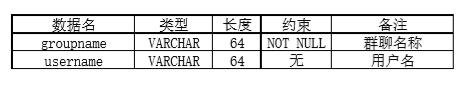 数据名 类型 长度 约束 备注
groupname VARCHAR 64 NOT NULL 群聊名称
username VARCHAR 64 无 用户名